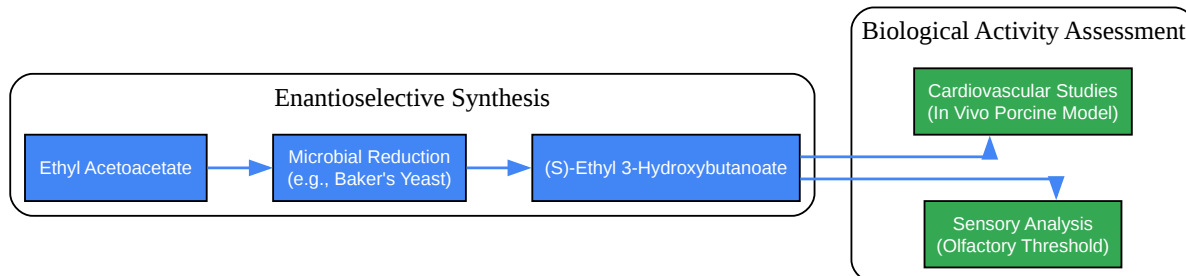 Biological Activity Assessment
Enantioselective Synthesis
Ethyl Acetoacetate
Microbial Reduction
(e.g., Baker's Yeast)
(S)-Ethyl 3-Hydroxybutanoate
Cardiovascular Studies
(In Vivo Porcine Model)
Sensory Analysis
(Olfactory Threshold)